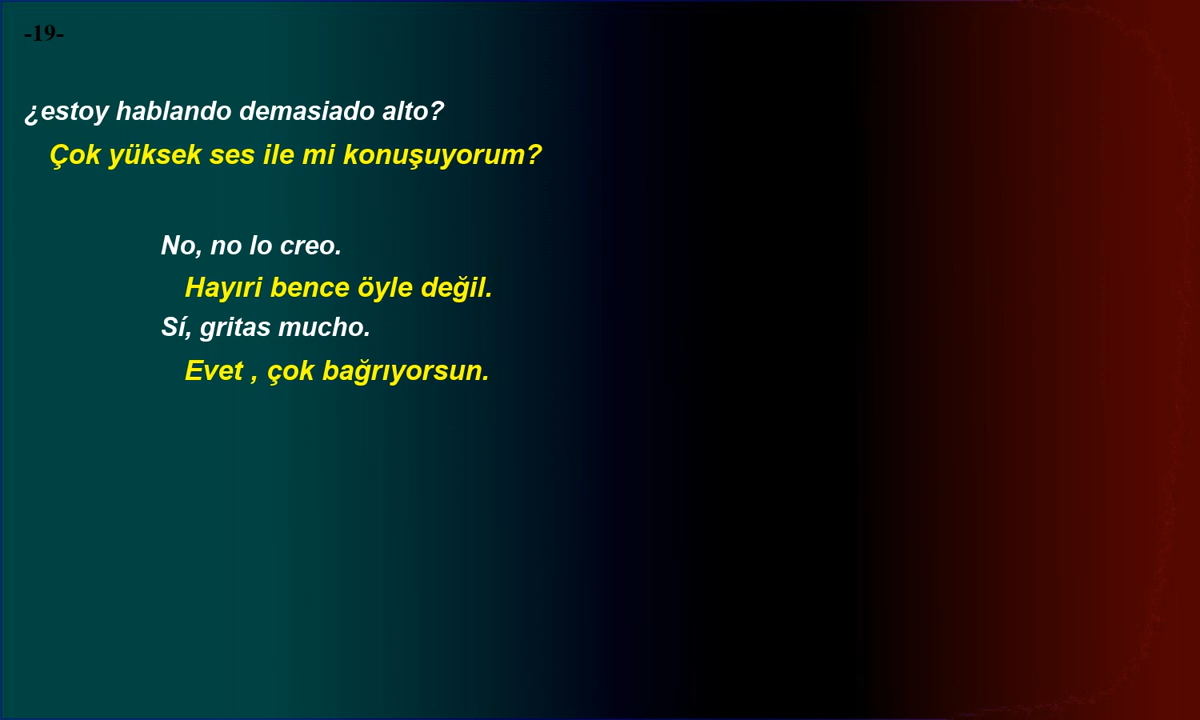 -19-
¿estoy hablando demasiado alto?
Çok yüksek ses ile mi konuşuyorum?
No, no lo creo.
Hayıri bence öyle değil.
Sí, gritas mucho.
Evet , çok bağrıyorsun.